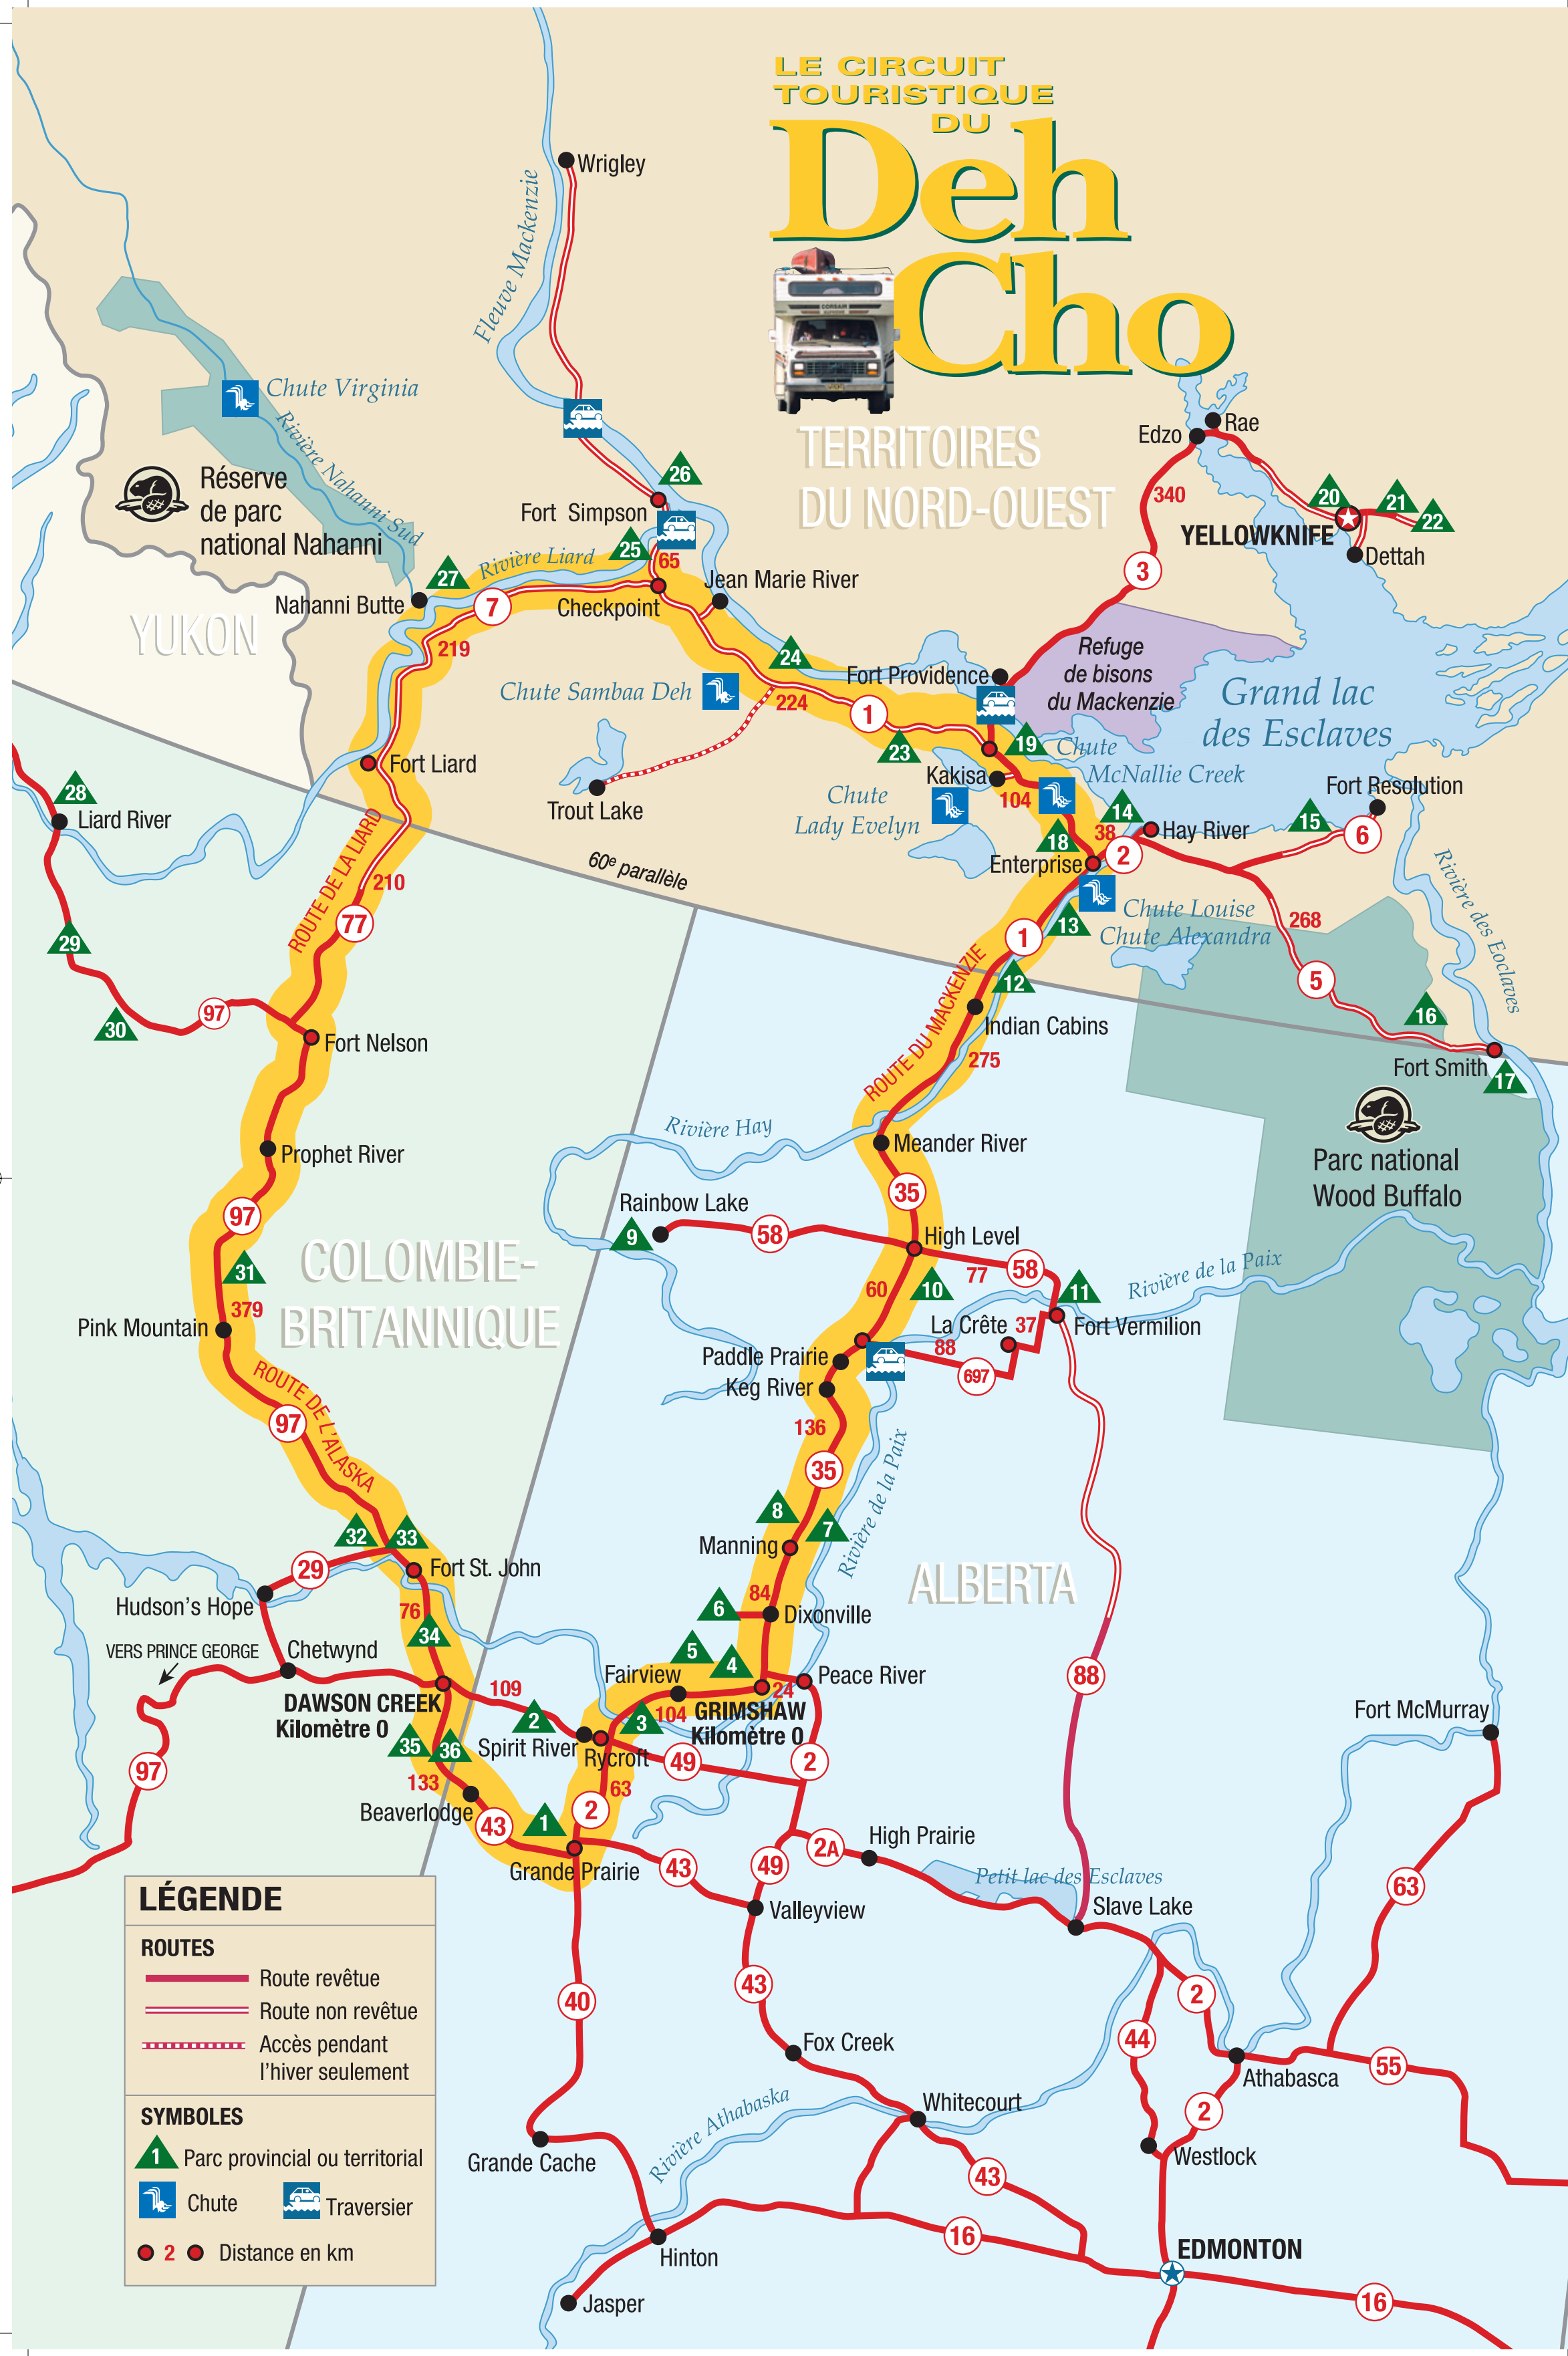 LE CIRCUIT
TOURISTIQUE
DU
Deh
Cho
CORSAIR
Wrigley
Fleuve Mackenzie
Chute Virginia
Rivière Nahanni Sud
Réserve
de parc
national Nahanni
TERRITOIRES
DU NORD-OUEST
Edzo
Rae
340
20
21
22
YELLOWKNIFE
Dettah
3
26
Fort Simpson
25
65
Rivière Liard
27
Nahanni Butte
7
Checkpoint
Jean Marie River
YUKON
219
24
Chute Sambaa Deh
224
1
Fort Providence
Refuge
de bisons
du Mackenzie
Grand lac
des Esclaves
23
19
Chute
McNallie Creek
Kakisa
104
Chute
Lady Evelyn
Fort Liard
Trout Lake
28
Liard River
14
38
Hay River
Fort Resolution
15
6
18
Enterprise
2
60e parallèle
ROUTE DE LA LIARD
210
77
Chute Louise
Chute Alexandra
13
1
268
5
Rivière des Eoclaves
29
12
ROUTE DU MACKENZIE
Indian Cabins
275
16
Fort Smith
17
30
97
Fort Nelson
Parc national
Wood Buffalo
Rivière Hay
Meander River
Prophet River
35
Rainbow Lake
9
58
High Level
97
77
58
COLOMBIE-
BRITANNIQUE
31
379
60
10
11
Rivière de la Paix
Pink Mountain
La Crête
37
Fort Vermilion
88
697
Paddle Prairie
Keg River
ROUTE DE L'ALASKA
97
136
35
Rivière de la Paix
8
7
Manning
32
33
29
Fort St. John
ALBERTA
Hudson's Hope
76
84
6
Dixonville
34
VERS PRINCE GEORGE
Chetwynd
5
4
Fairview
Peace River
88
DAWSON CREEK
Kilomètre 0
109
24
GRIMSHAW
Kilomètre 0
104
3
2
Spirit River
Rycroft
Fort McMurray
35
36
49
2
97
133
63
Beaverlodge
43
1
2
2A
High Prairie
Grande Prairie
43
49
Petit lac des Esclaves
63
Valleyview
Slave Lake
43
40
2
44
Fox Creek
Athabasca
55
Rivière Athabaska
Whitecourt
2
Grande Cache
Westlock
43
16
Hinton
EDMONTON
Jasper
16
LÉGENDE
ROUTES
Route revêtue
Route non revêtue
Accès pendant
l'hiver seulement
SYMBOLES
1
Parc provincial ou territorial
Chute
Traversier
2
Distance en km